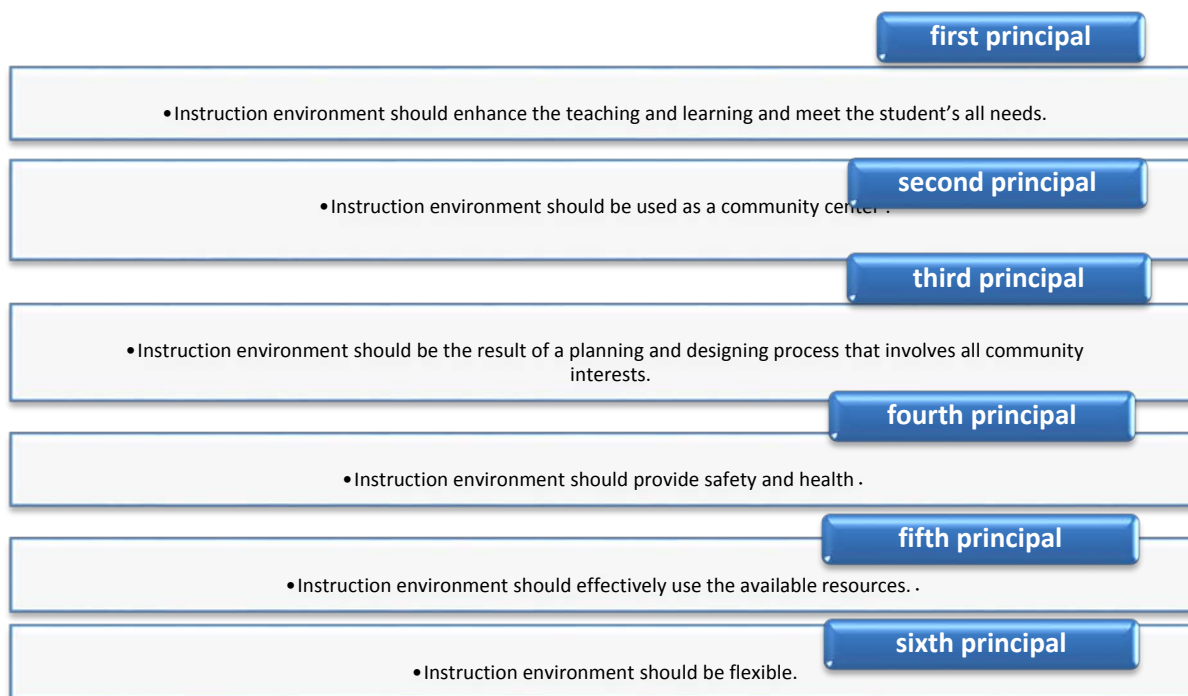 first principal
•Instruction environment should enhance the teaching and learning and meet the student’s all needs.
second principal
•Instruction environment should be used as a community center .
third principal
•Instruction environment should be the result of a planning and designing process that involves all community
interests.
fourth principal
•Instruction environment should provide safety and health .
fifth principal
•Instruction environment should effectively use the available resources. .
sixth principal
•Instruction environment should be flexible.